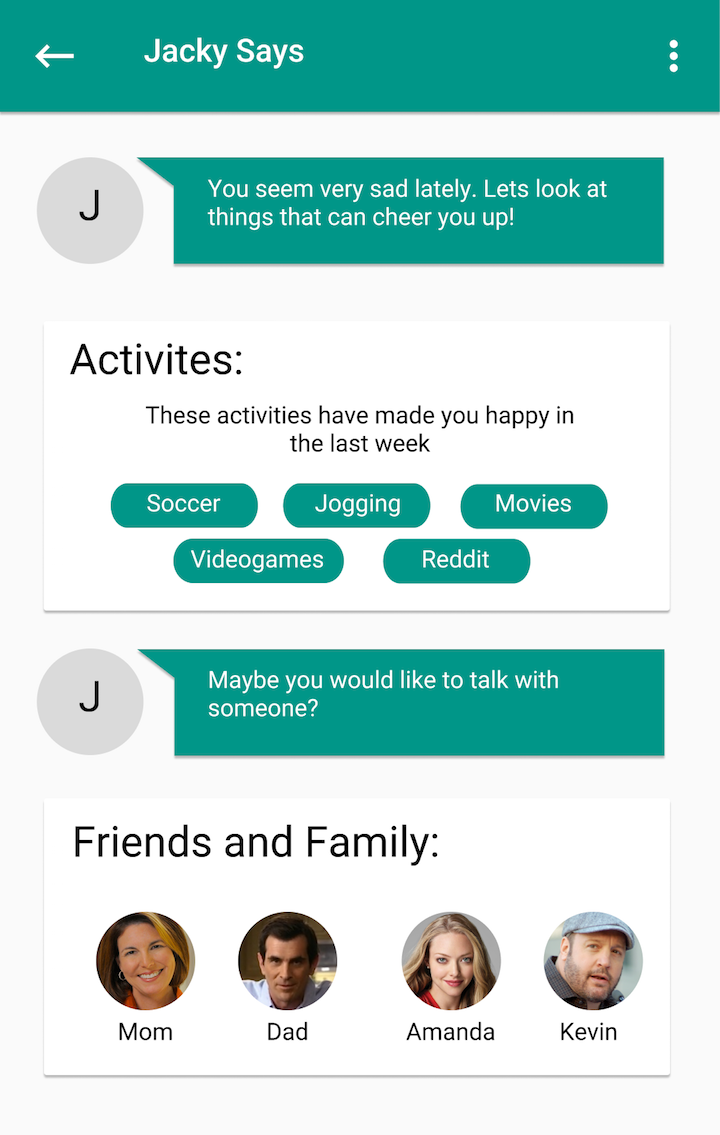 Jacky Says
J
You seem very sad lately. Lets look at
things that can cheer you up!
Activites:
These activities have made you happy in
the last week
Soccer Jogging Movies
Videogames Reddit
J
Maybe you would like to talk with
someone?
Friends and Family:
Mom Dad Amanda Kevin